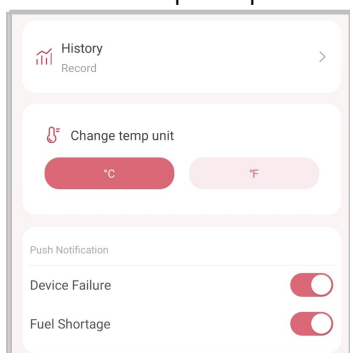 History
Record
Change temp unit
°C
°F
Push Notification
Device Failure
Fuel Shortage